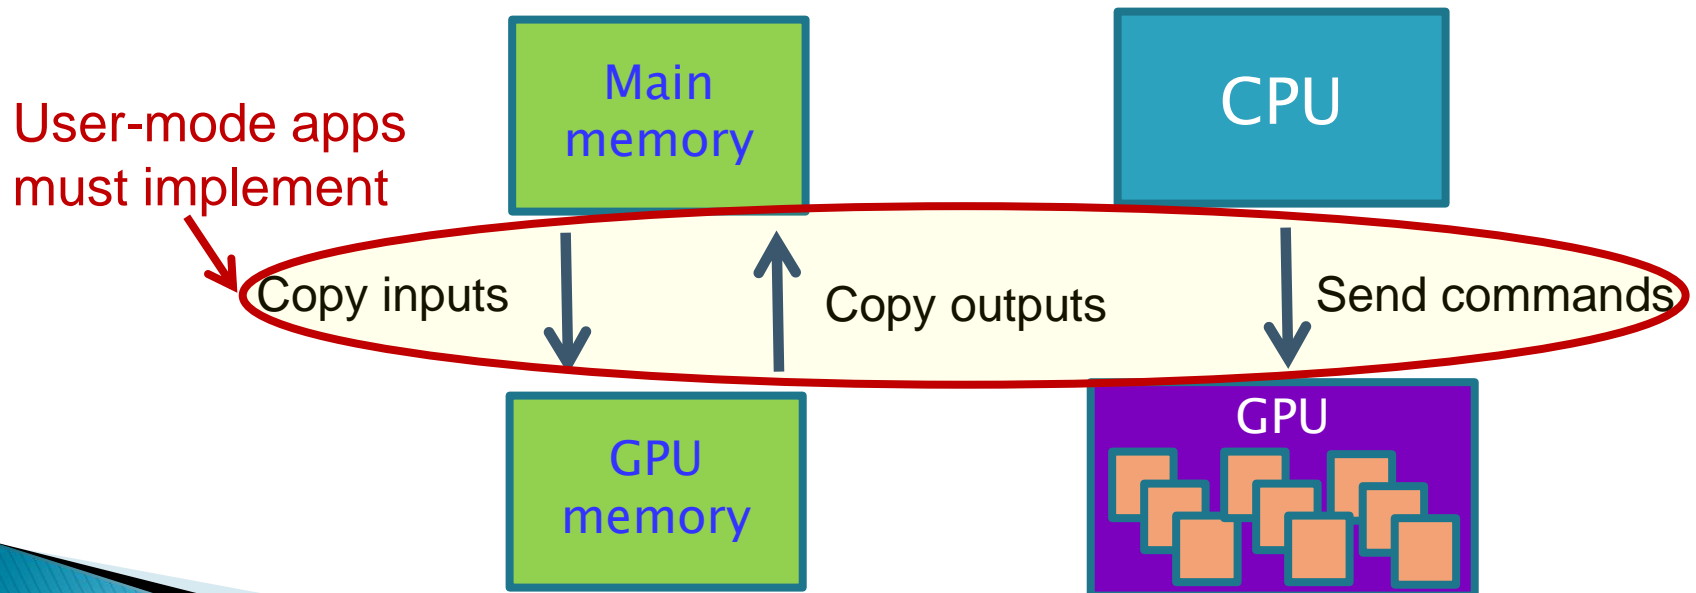 Main
memory
CPU
User-mode apps
must implement
Copy inputs
Copy outputs
Send commands
GPU
memory
GPU